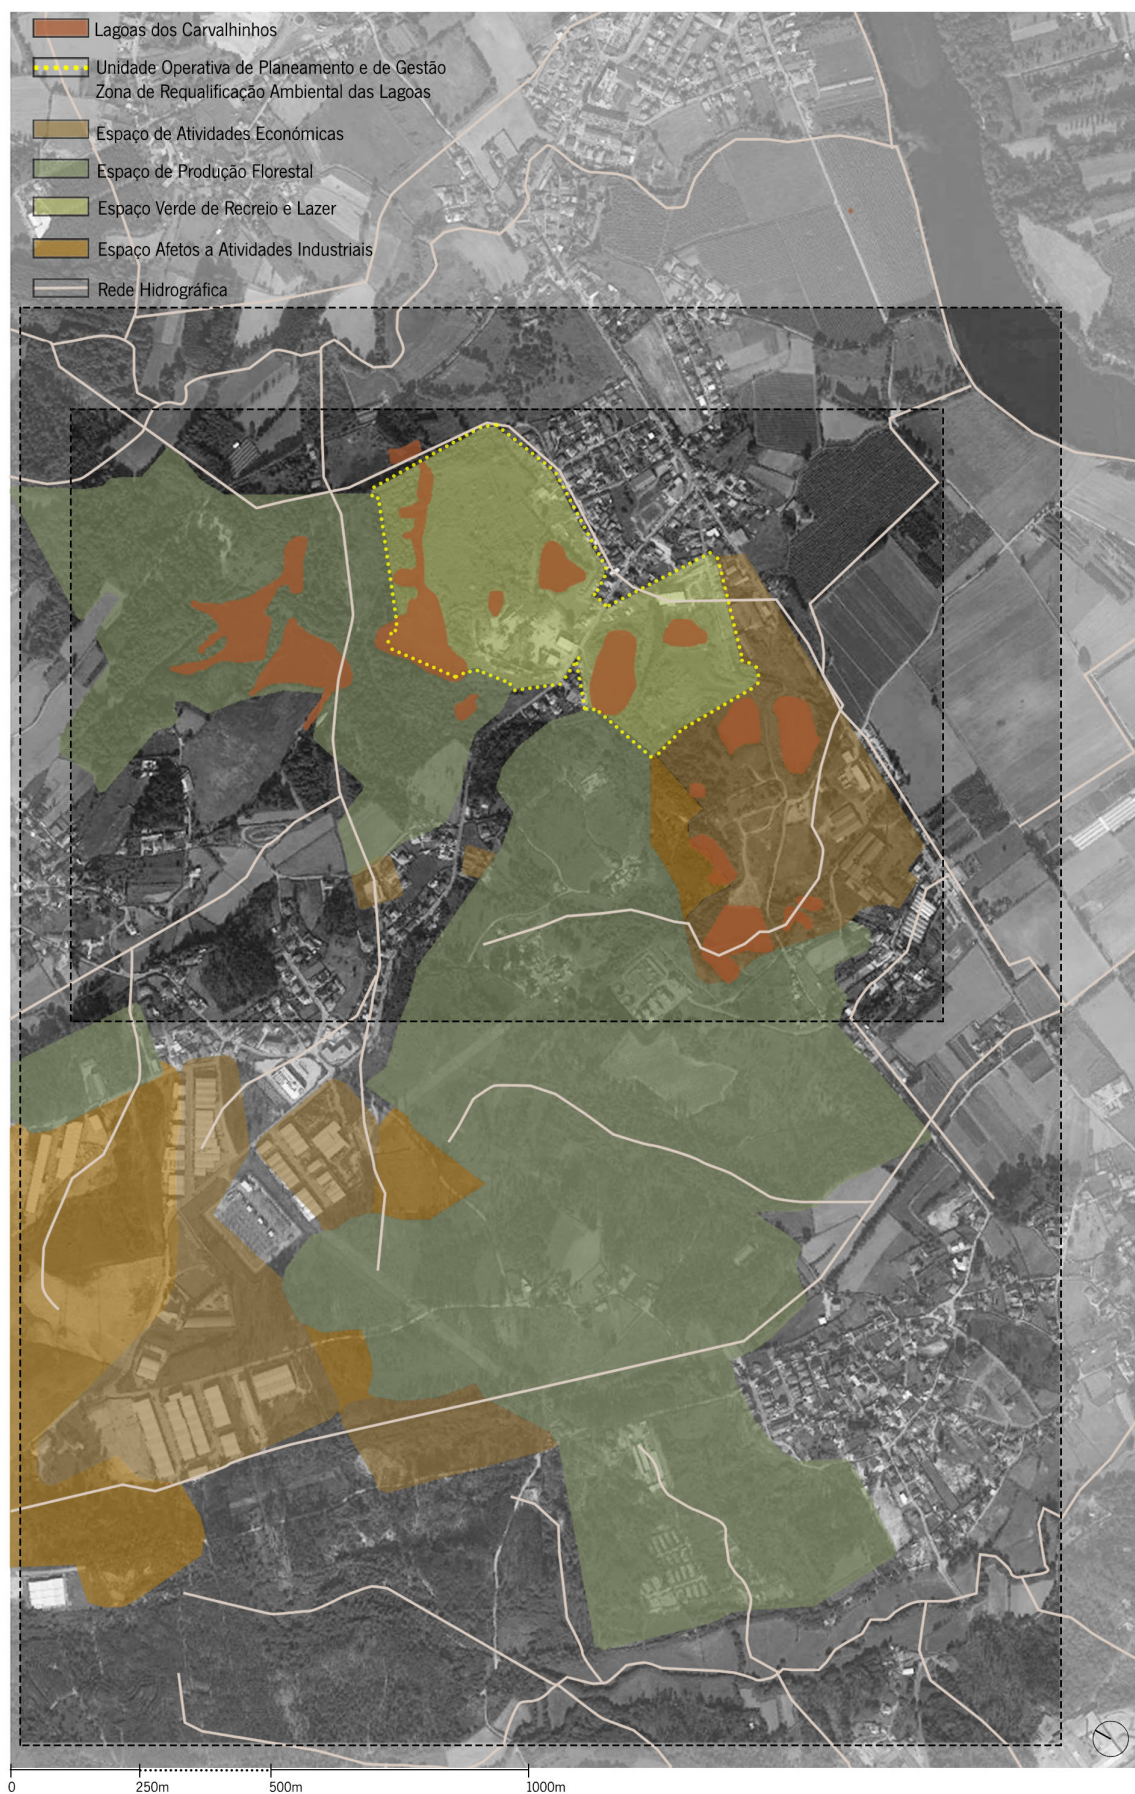 Lagoas dos Carvalhinhos
Unidade Operativa de Planeamento e de Gestão
Zona de Requalificação Ambiental das Lagoas
Espaço de Atividades Económicas
Espaço de Produção Florestal
Espaço Verde de Recreio e Lazer
Espaço Afetos a Atividades Industriais
Rede Hidrográfica
0 250m 500m 1000m